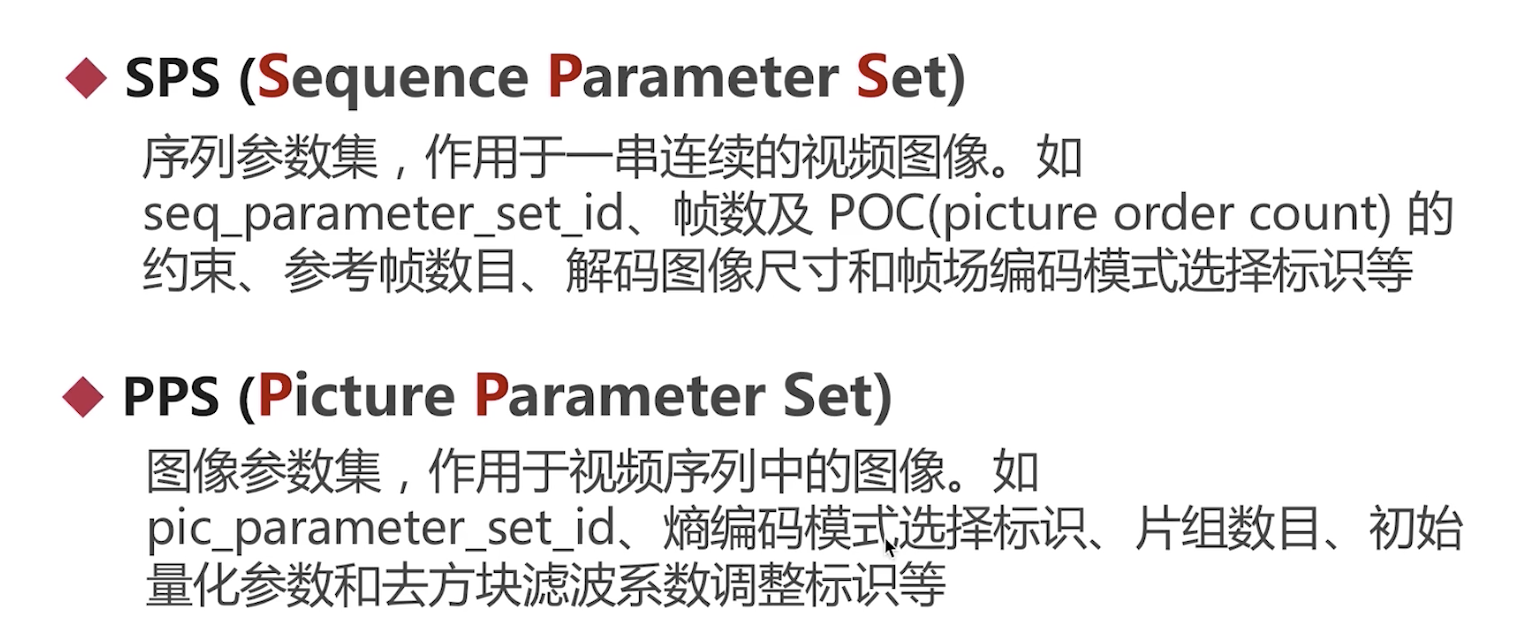 SPS (Sequence Parameter Set)
序列参数集，作用于一串连续的视频图像。如
seq_parameter_set_id、帧数及 POC(picture order count) 的
约束、参考帧数目、解码图像尺寸和帧场编码模式选择标识等
PPS (Picture Parameter Set)
图像参数集，作用于视频序列中的图像。如
pic_parameter_set_id、熵编码模式选择标识、片组数目、初始
量化参数和去方块滤波系数调整标识等